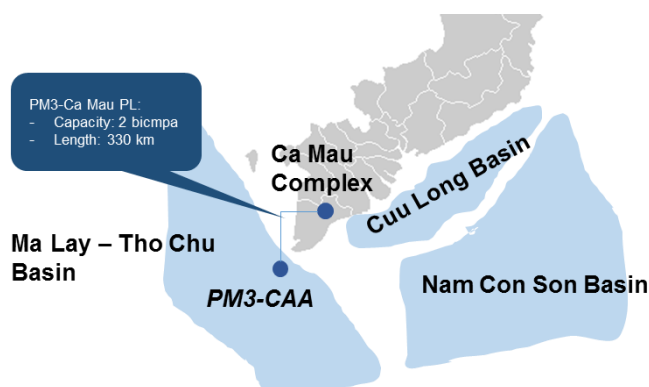 PM3-Ca Mau PL:
- Capacity: 2 bicmpa
- Length: 330 km
Ca Mau
Complex
Cuu Long Basin
Ma Lay – Tho Chu
Basin
Nam Con Son Basin
PM3-CAA